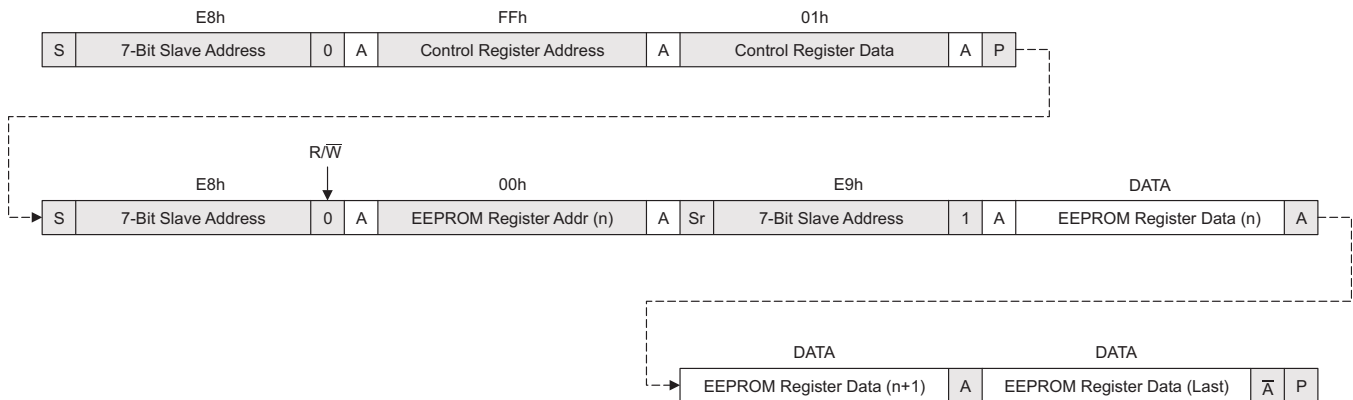 E8h FFh 01h
S 7-Bit Slave Address 0 A Control Register Address A Control Register Data A P
R/W̅
E8h 00h E9h DATA
S 7-Bit Slave Address 0 A EEPROM Register Addr (n) A Sr 7-Bit Slave Address 1 A EEPROM Register Data (n) A
DATA DATA
EEPROM Register Data (n+1) A EEPROM Register Data (Last) A̅ P